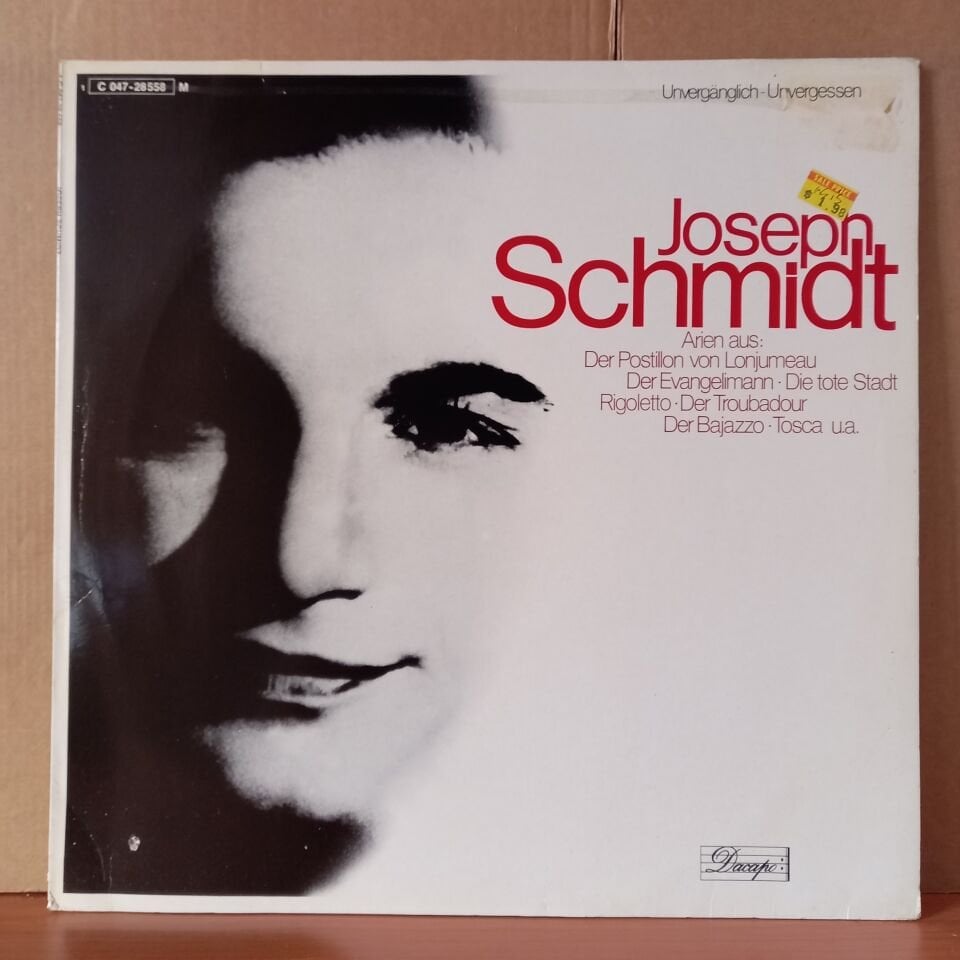 1 C 047-28558 M
Unvergänglich - Unvergessen
SALE PRICE
$ 1.98
Joseph
Schmidt
Arien aus:
Der Postillon von Lonjumeau
Der Evangelimann · Die tote Stadt
Rigoletto · Der Troubadour
Der Bajazzo · Tosca u.a.
Dacapo